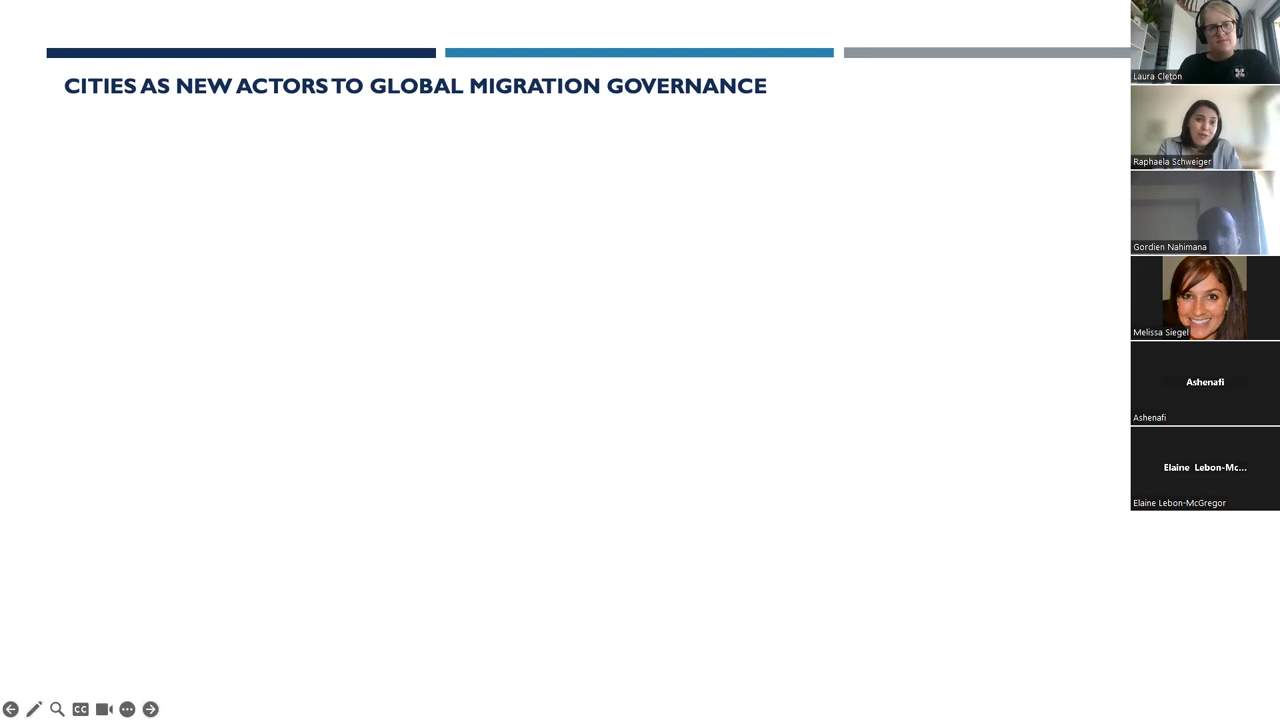 CITIES AS NEW ACTORS TO GLOBAL MIGRATION GOVERNANCE
Laura Cleton
Raphaela Schweiger
Gordien Nahimana
Melissa Siegel
Ashenafi
Ashenafi
Elaine Lebon-Mc...
Elaine Lebon-McGregor
CC